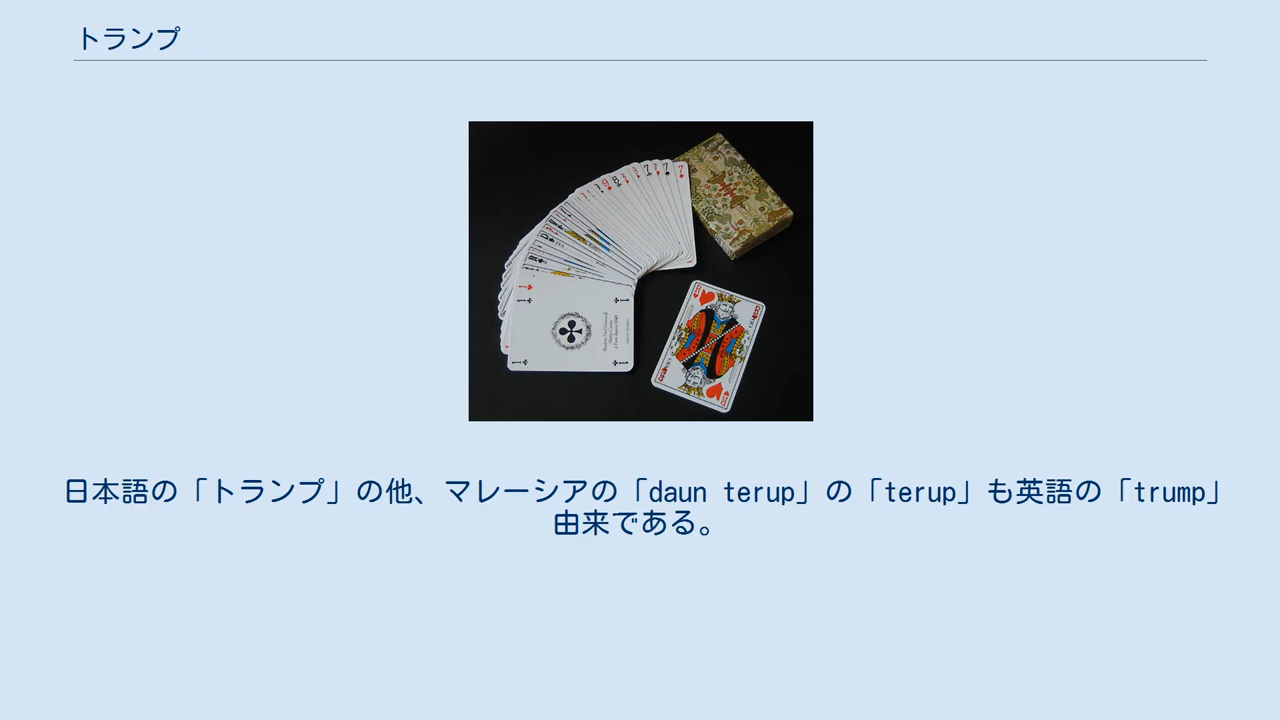 トランプ
日本語の「トランプ」の他、マレーシアの「daun terup」の「terup」も英語の「trump」
由来である。